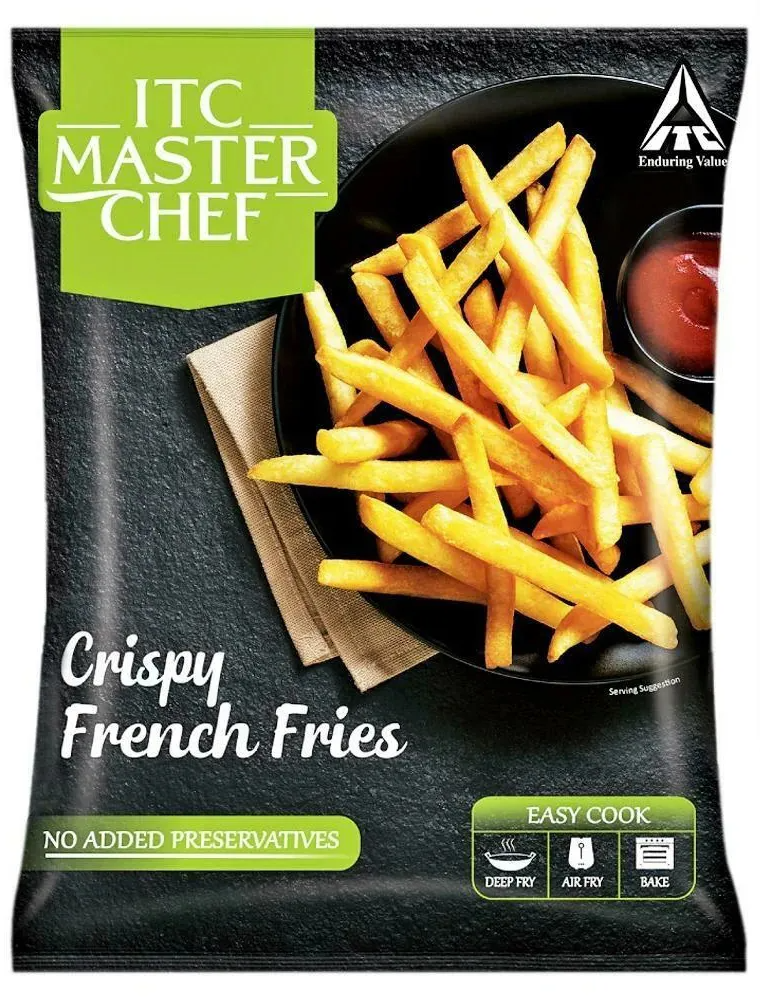 ITC
MASTER
CHEF
ITC
Enduring Value
Serving Suggestion
Crispy
French Fries
NO ADDED PRESERVATIVES
EASY COOK
DEEP FRY
AIR FRY
BAKE